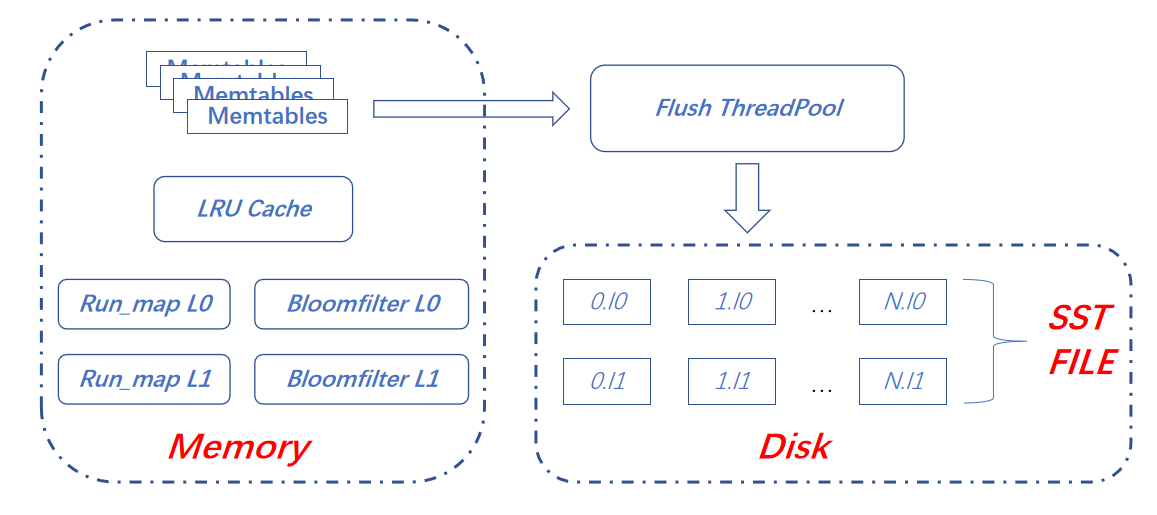 Memtables
Memtables
Memtables
Memtables
Flush ThreadPool
LRU Cache
Run_map L0
Bloomfilter L0
Run_map L1
Bloomfilter L1
Memory
0.l0
1.l0
...
N.l0
0.l1
1.l1
...
N.l1
SST
FILE
Disk